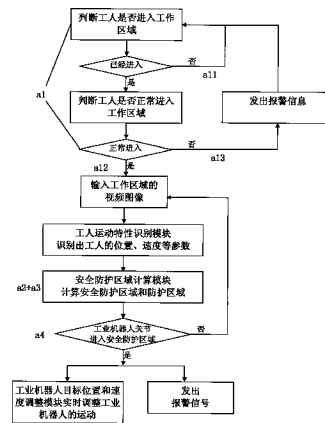 判断工人是否进入工作
区域
已经进入
否
a11
是
a1
判断工人是否正常进入
工作区域
发出报警信息
正常进入
否
a13
a12
是
输入工作区域的
视频图像
工人运动特性识别模块
识别出工人的位置、速度等参数
a2+a3
安全防护区域计算模块
计算安全防护区域和防护区域
a4
工业机器人关节
进入安全防护区域
否
是
工业机器人目标位置和速
度调整模块实时调整工业
机器人的运动
发出
报警信号